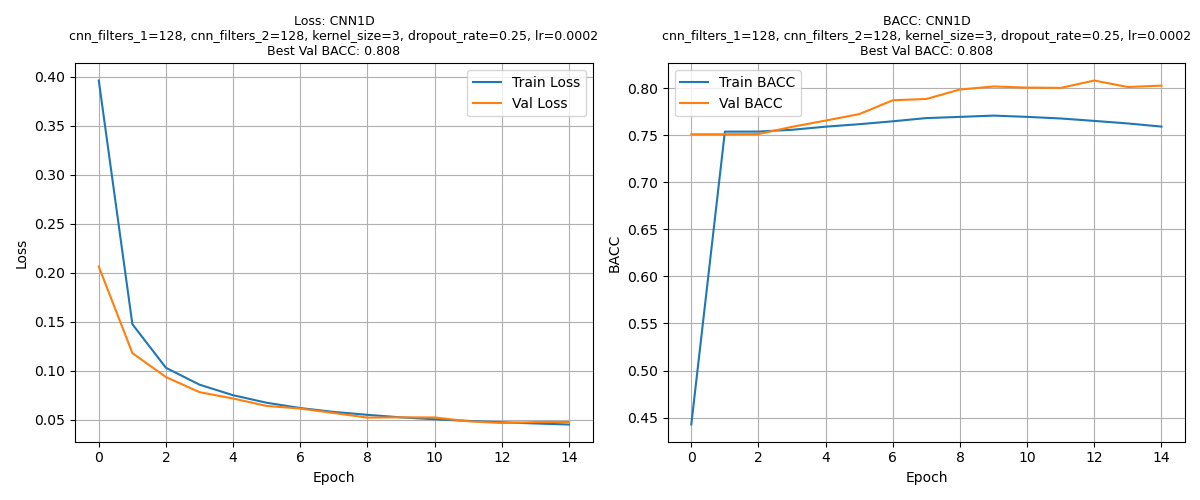 Loss: CNN1D
cnn_filters_1=128, cnn_filters_2=128, kernel_size=3, dropout_rate=0.25, lr=0.0002
Best Val BACC: 0.808
Train Loss
Val Loss
0.40
0.35
0.30
0.25
0.20
0.15
0.10
0.05
Loss
0 2 4 6 8 10 12 14
Epoch
BACC: CNN1D
cnn_filters_1=128, cnn_filters_2=128, kernel_size=3, dropout_rate=0.25, lr=0.0002
Best Val BACC: 0.808
Train BACC
Val BACC
0.80
0.75
0.70
0.65
0.60
0.55
0.50
0.45
BACC
0 2 4 6 8 10 12 14
Epoch